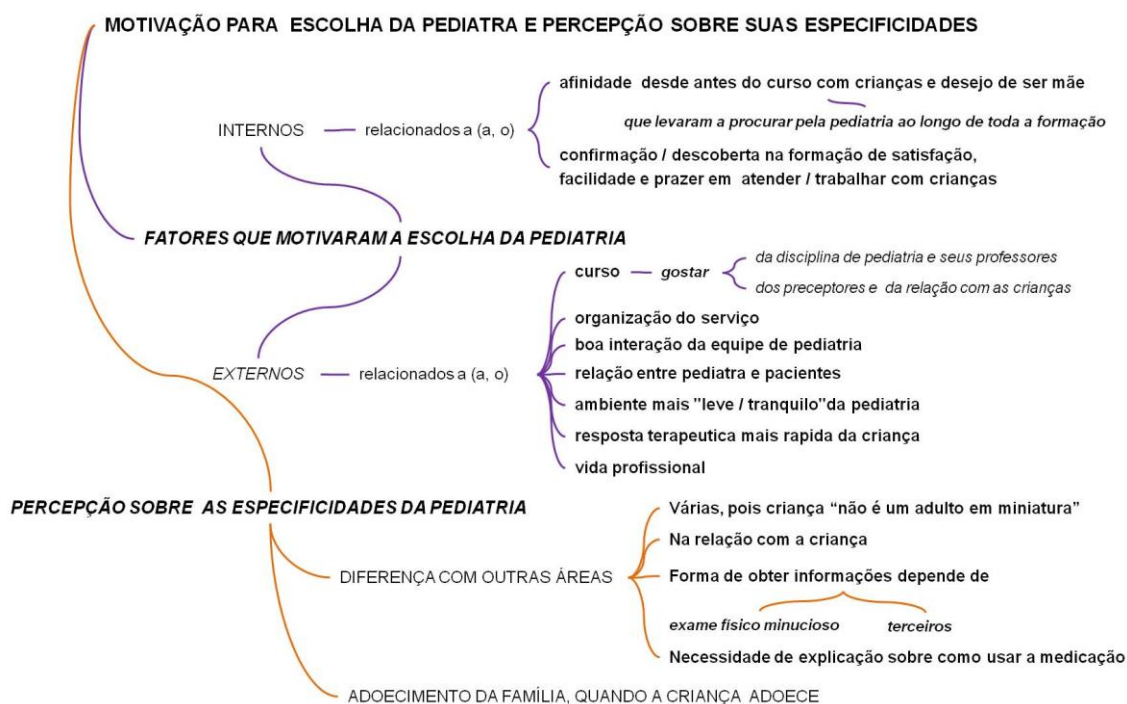 MOTIVAÇÃO PARA ESCOLHA DA PEDIATRA E PERCEPÇÃO SOBRE SUAS ESPECIFICIDADES
afinidade desde antes do curso com crianças e desejo de ser mãe
que levaram a procurar pela pediatria ao longo de toda a formação
INTERNOS
relacionados a (a, o)
confirmação / descoberta na formação de satisfação,
facilidade e prazer em atender / trabalhar com crianças
FATORES QUE MOTIVARAM A ESCOLHA DA PEDIATRIA
da disciplina de pediatria e seus professores
curso
gostar
dos preceptores e da relação com as crianças
organização do serviço
boa interação da equipe de pediatria
EXTERNOS
relacionados a (a, o)
relação entre pediatra e pacientes
ambiente mais "leve / tranquilo"da pediatria
resposta terapeutica mais rapida da criança
vida profissional
PERCEPÇÃO SOBRE AS ESPECIFICIDADES DA PEDIATRIA
Várias, pois criança “não é um adulto em miniatura”
Na relação com a criança
DIFERENÇA COM OUTRAS ÁREAS
Forma de obter informações depende de
exame fisico minucioso
terceiros
Necessidade de explicação sobre como usar a medicação
ADOECIMENTO DA FAMÍLIA, QUANDO A CRIANÇA ADOECE